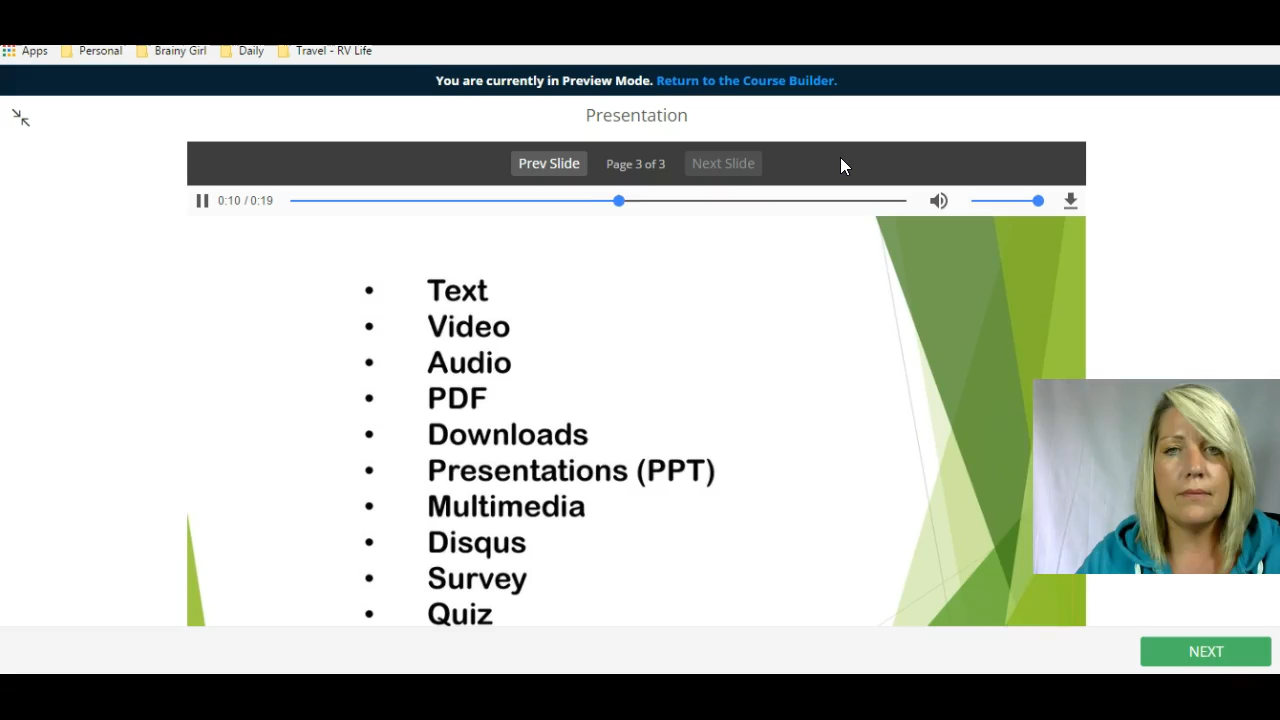 Apps Personal Brainy Girl Daily Travel - RV Life
You are currently in Preview Mode. Return to the Course Builder.
Presentation
Prev Slide Page 3 of 3 Next Slide
0:10 / 0:19
• Text
• Video
• Audio
• PDF
• Downloads
• Presentations (PPT)
• Multimedia
• Disqus
• Survey
• Quiz
NEXT